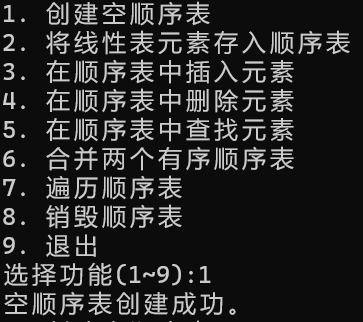 1. 创建空顺序表
2. 将线性表元素存入顺序表
3. 在顺序表中插入元素
4. 在顺序表中删除元素
5. 在顺序表中查找元素
6. 合并两个有序顺序表
7. 遍历顺序表
8. 销毁顺序表
9. 退出
选择功能(1~9):1
空顺序表创建成功。